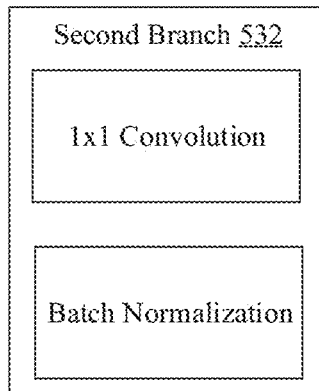 Second Branch 532
1x1 Convolution
Batch Normalization